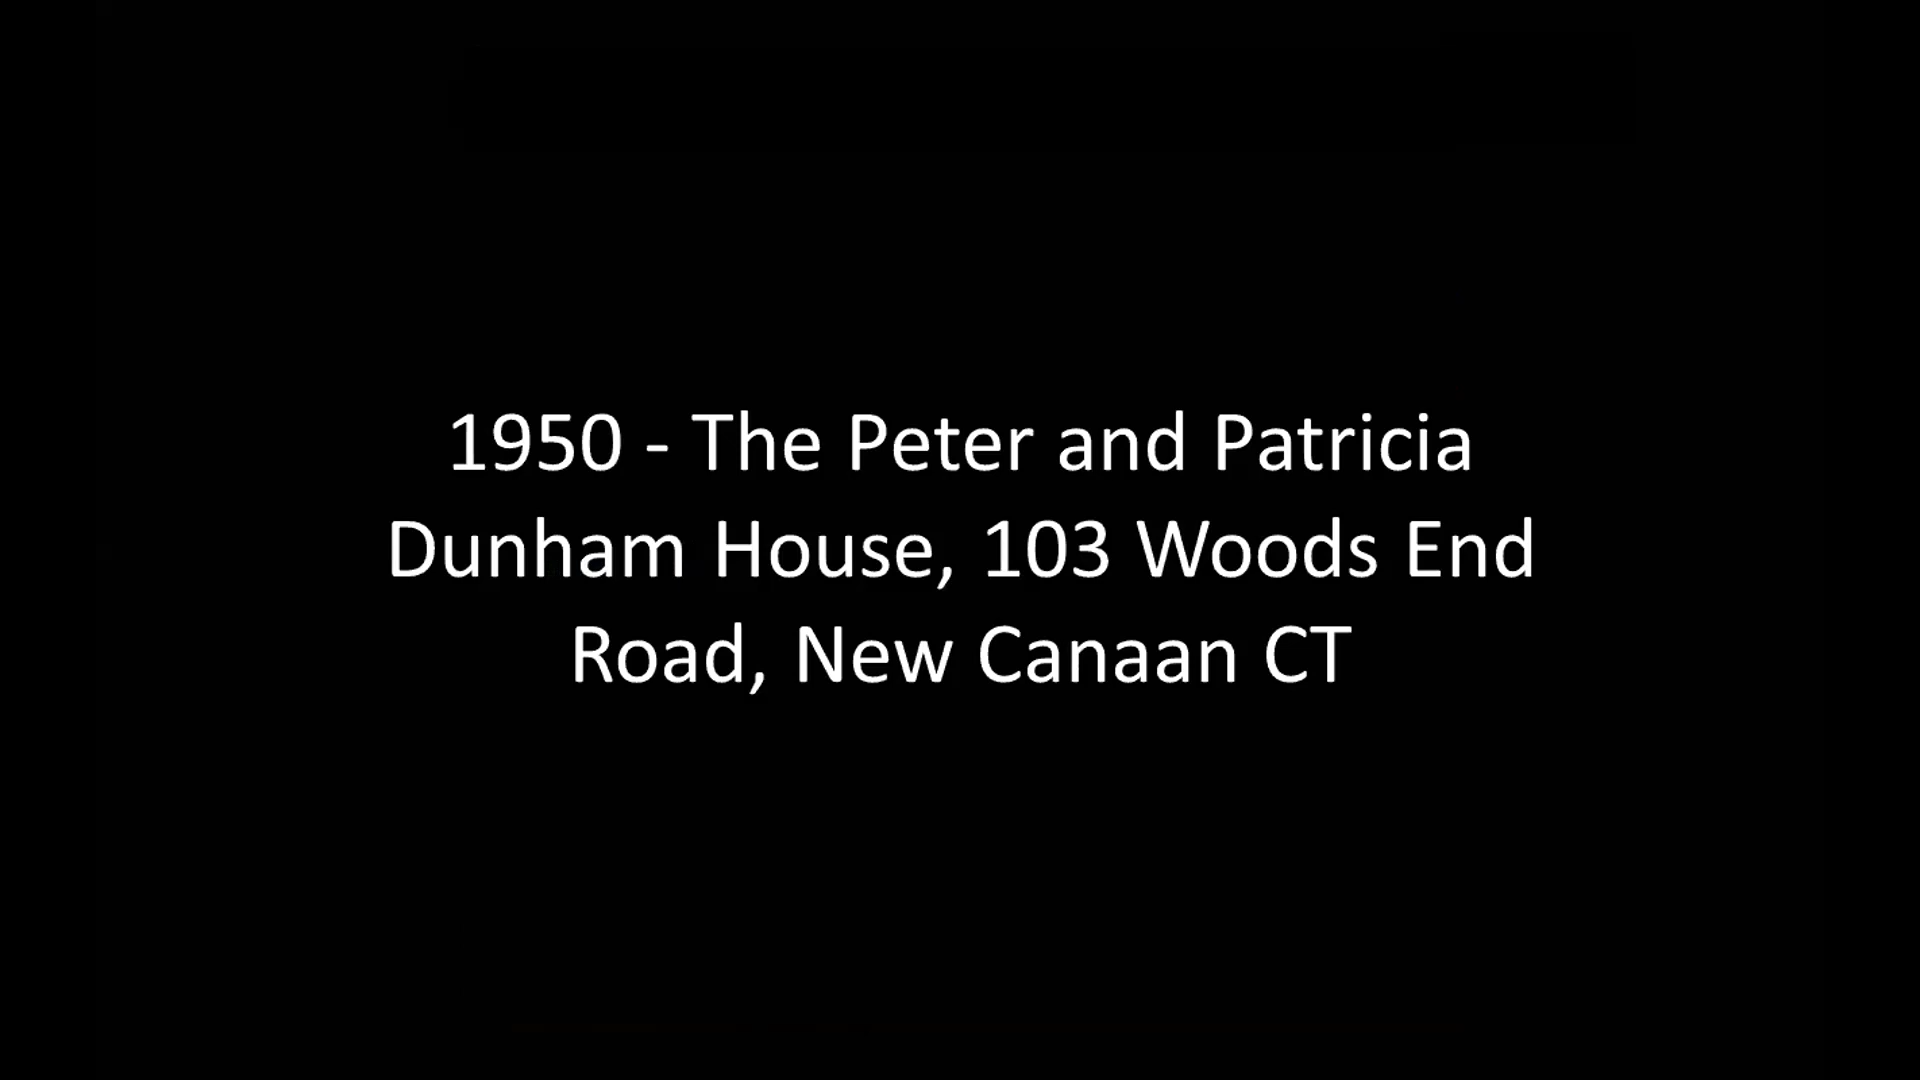 1950 - The Peter and Patricia
Dunham House, 103 Woods End
Road, New Canaan CT